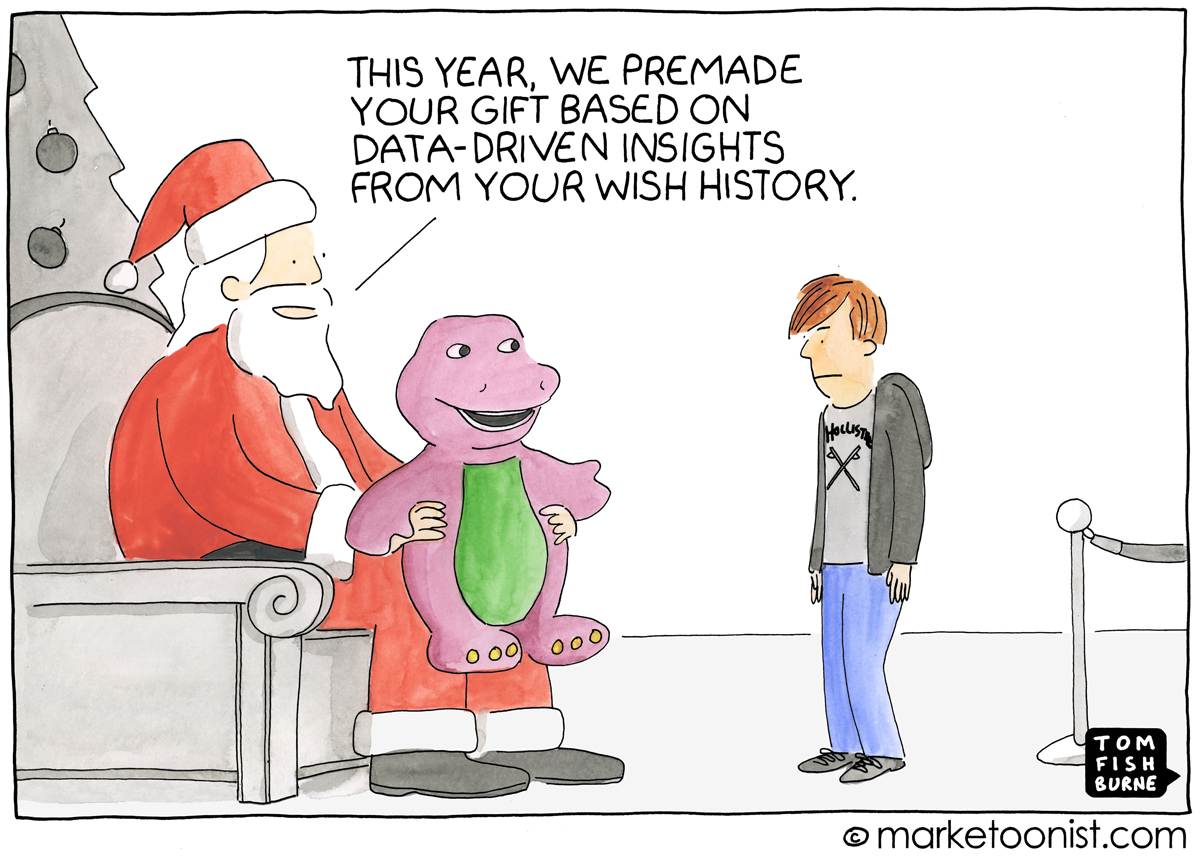 THIS YEAR, WE PREMADE
YOUR GIFT BASED ON
DATA-DRIVEN INSIGHTS
FROM YOUR WISH HISTORY.
HOLLISTE
TOM
FISH
BURNE
© marketoonist.com